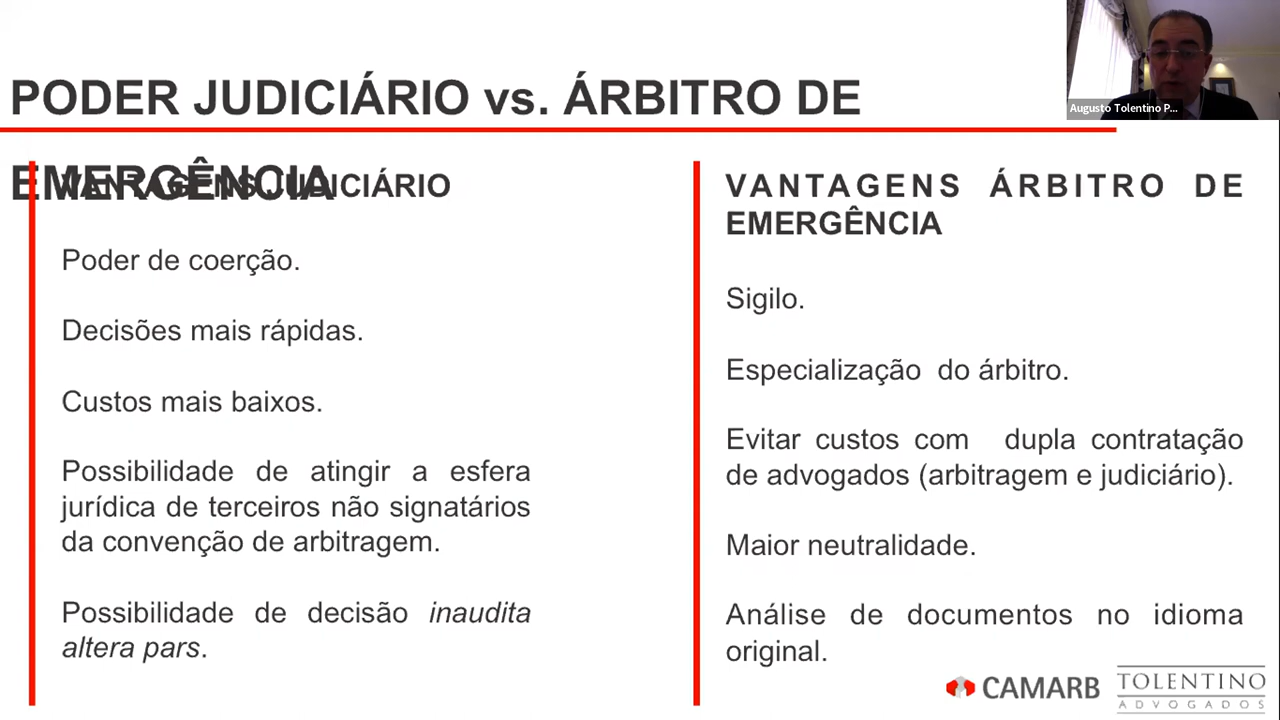 PODER JUDICIÁRIO vs. ÁRBITRO DE
EMERGÊNCIA
VANTAGENS JUDICIÁRIO
Poder de coerção.
Decisões mais rápidas.
Custos mais baixos.
Possibilidade de atingir a esfera
jurídica de terceiros não signatários
da convenção de arbitragem.
Possibilidade de decisão inaudita
altera pars.
VANTAGENS ÁRBITRO DE
EMERGÊNCIA
Sigilo.
Especialização do árbitro.
Evitar custos com dupla contratação
de advogados (arbitragem e judiciário).
Maior neutralidade.
Análise de documentos no idioma
original.
Augusto Tolentino P...
CAMARB
TOLENTINO
ADVOGADOS